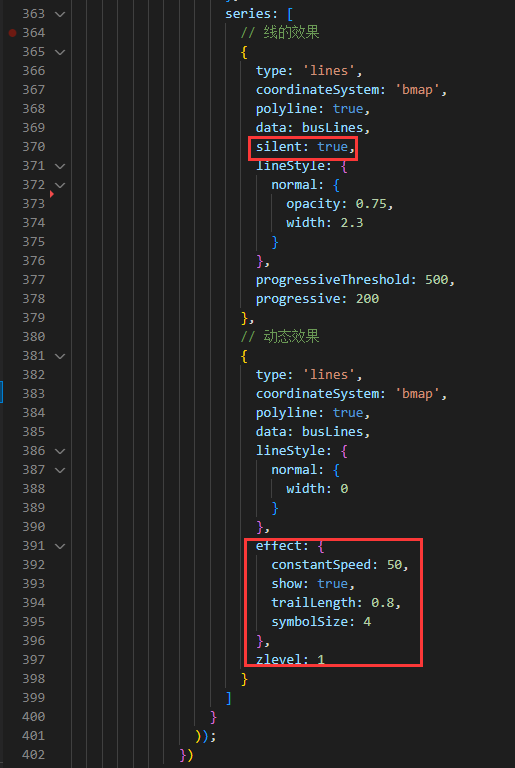 363 series: [
364 // 线的效果
365 {
366 type: 'lines',
367 coordinateSystem: 'bmap',
368 polyline: true,
369 data: busLines,
370 silent: true,
371 lineStyle: {
372 normal: {
373 opacity: 0.75,
374 width: 2.3
375 }
376 },
377 progressiveThreshold: 500,
378 progressive: 200
379 },
380 // 动态效果
381 {
382 type: 'lines',
383 coordinateSystem: 'bmap',
384 polyline: true,
385 data: busLines,
386 lineStyle: {
387 normal: {
388 width: 0
389 }
390 },
391 effect: {
392 constantSpeed: 50,
393 show: true,
394 trailLength: 0.8,
395 symbolSize: 4
396 },
397 zlevel: 1
398 }
399 ]
400 }
401 ));
402 })